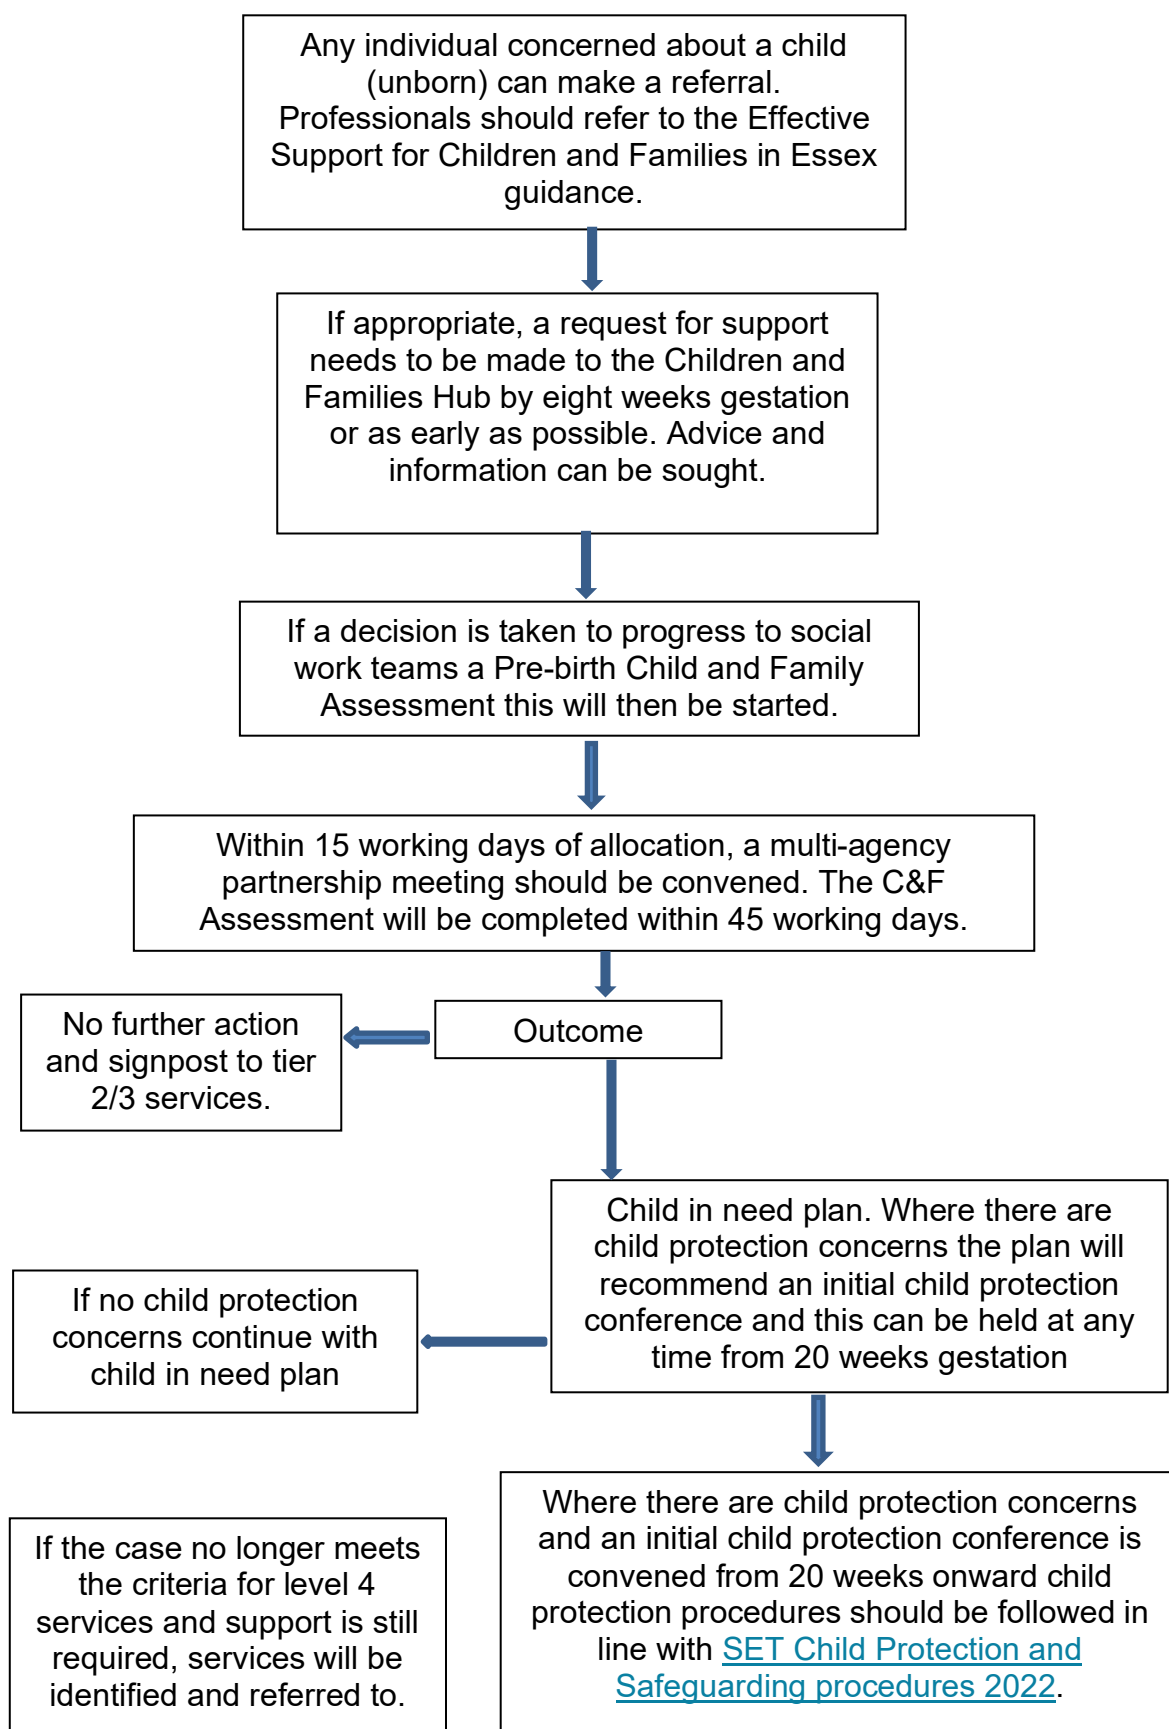 Any individual concerned about a child
(unborn) can make a referral.
Professionals should refer to the Effective
Support for Children and Families in Essex
guidance.
If appropriate, a request for support
needs to be made to the Children and
Families Hub by eight weeks gestation
or as early as possible. Advice and
information can be sought.
If a decision is taken to progress to social
work teams a Pre-birth Child and Family
Assessment this will then be started.
Within 15 working days of allocation, a multi-agency
partnership meeting should be convened. The C&F
Assessment will be completed within 45 working days.
Outcome
No further action
and signpost to tier
2/3 services.
Child in need plan. Where there are
child protection concerns the plan will
recommend an initial child protection
conference and this can be held at any
time from 20 weeks gestation
If no child protection
concerns continue with
child in need plan
Where there are child protection concerns
and an initial child protection conference is
convened from 20 weeks onward child
protection procedures should be followed in
line with SET Child Protection and
Safeguarding procedures 2022.
If the case no longer meets
the criteria for level 4
services and support is still
required, services will be
identified and referred to.